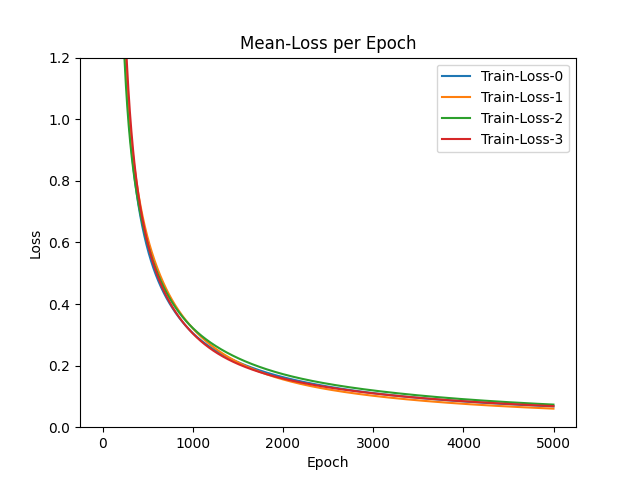 Mean-Loss per Epoch
1.2
1.0
0.8
0.6
0.4
0.2
0.0
Loss
Train-Loss-0
Train-Loss-1
Train-Loss-2
Train-Loss-3
0 1000 2000 3000 4000 5000
Epoch